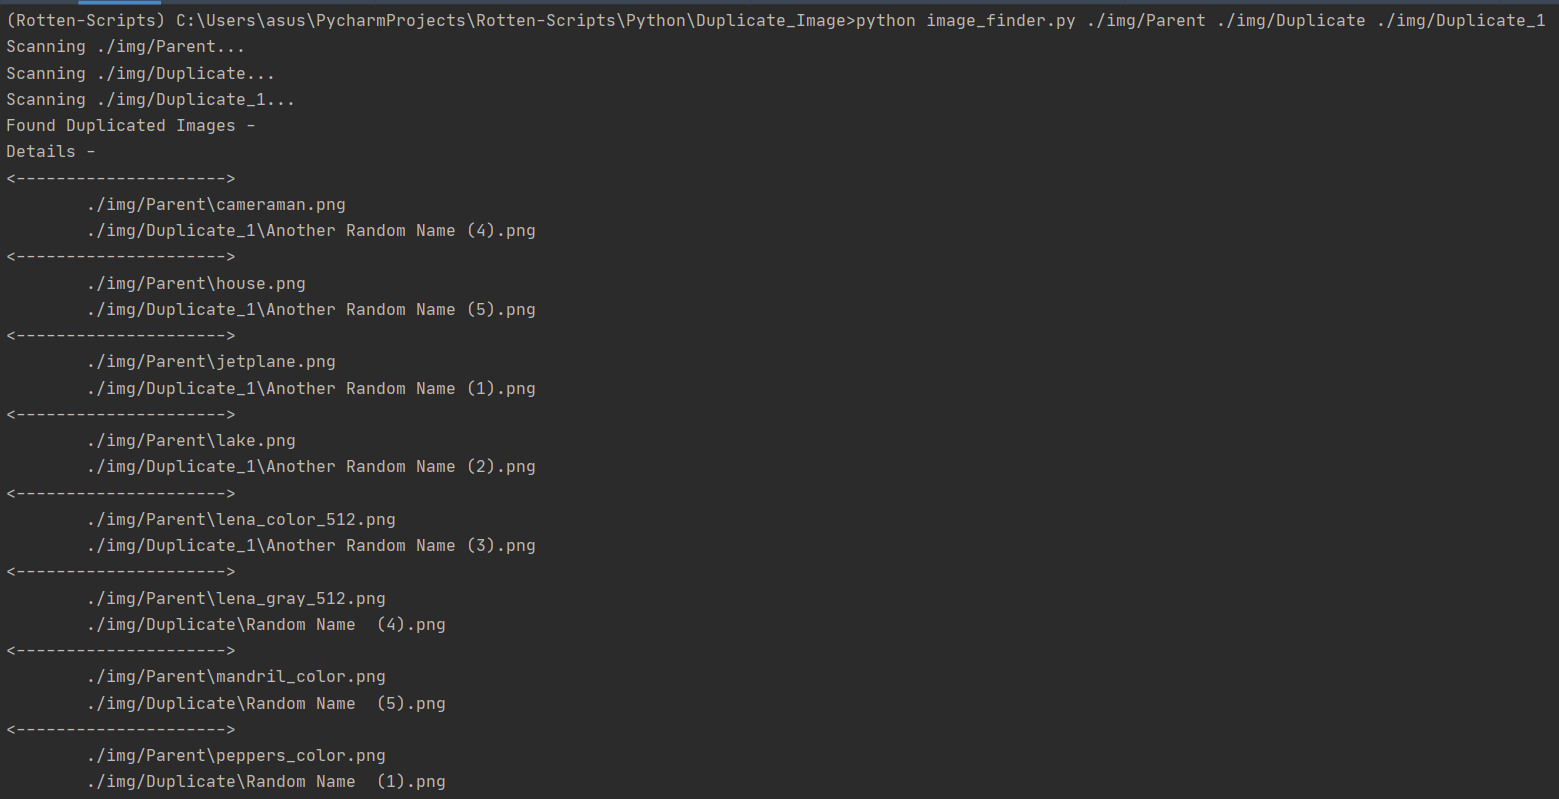 (Rotten-Scripts) C:\Users\asus\PycharmProjects\Rotten-Scripts\Python\Duplicate_Image>python image_finder.py ./img/Parent ./img/Duplicate ./img/Duplicate_1
Scanning ./img/Parent...
Scanning ./img/Duplicate...
Scanning ./img/Duplicate_1...
Found Duplicated Images -
Details -
<--------------------->
        ./img/Parent\cameraman.png
        ./img/Duplicate_1\Another Random Name (4).png
<--------------------->
        ./img/Parent\house.png
        ./img/Duplicate_1\Another Random Name (5).png
<--------------------->
        ./img/Parent\jetplane.png
        ./img/Duplicate_1\Another Random Name (1).png
<--------------------->
        ./img/Parent\lake.png
        ./img/Duplicate_1\Another Random Name (2).png
<--------------------->
        ./img/Parent\lena_color_512.png
        ./img/Duplicate_1\Another Random Name (3).png
<--------------------->
        ./img/Parent\lena_gray_512.png
        ./img/Duplicate\Random Name  (4).png
<--------------------->
        ./img/Parent\mandril_color.png
        ./img/Duplicate\Random Name  (5).png
<--------------------->
        ./img/Parent\peppers_color.png
        ./img/Duplicate\Random Name  (1).png